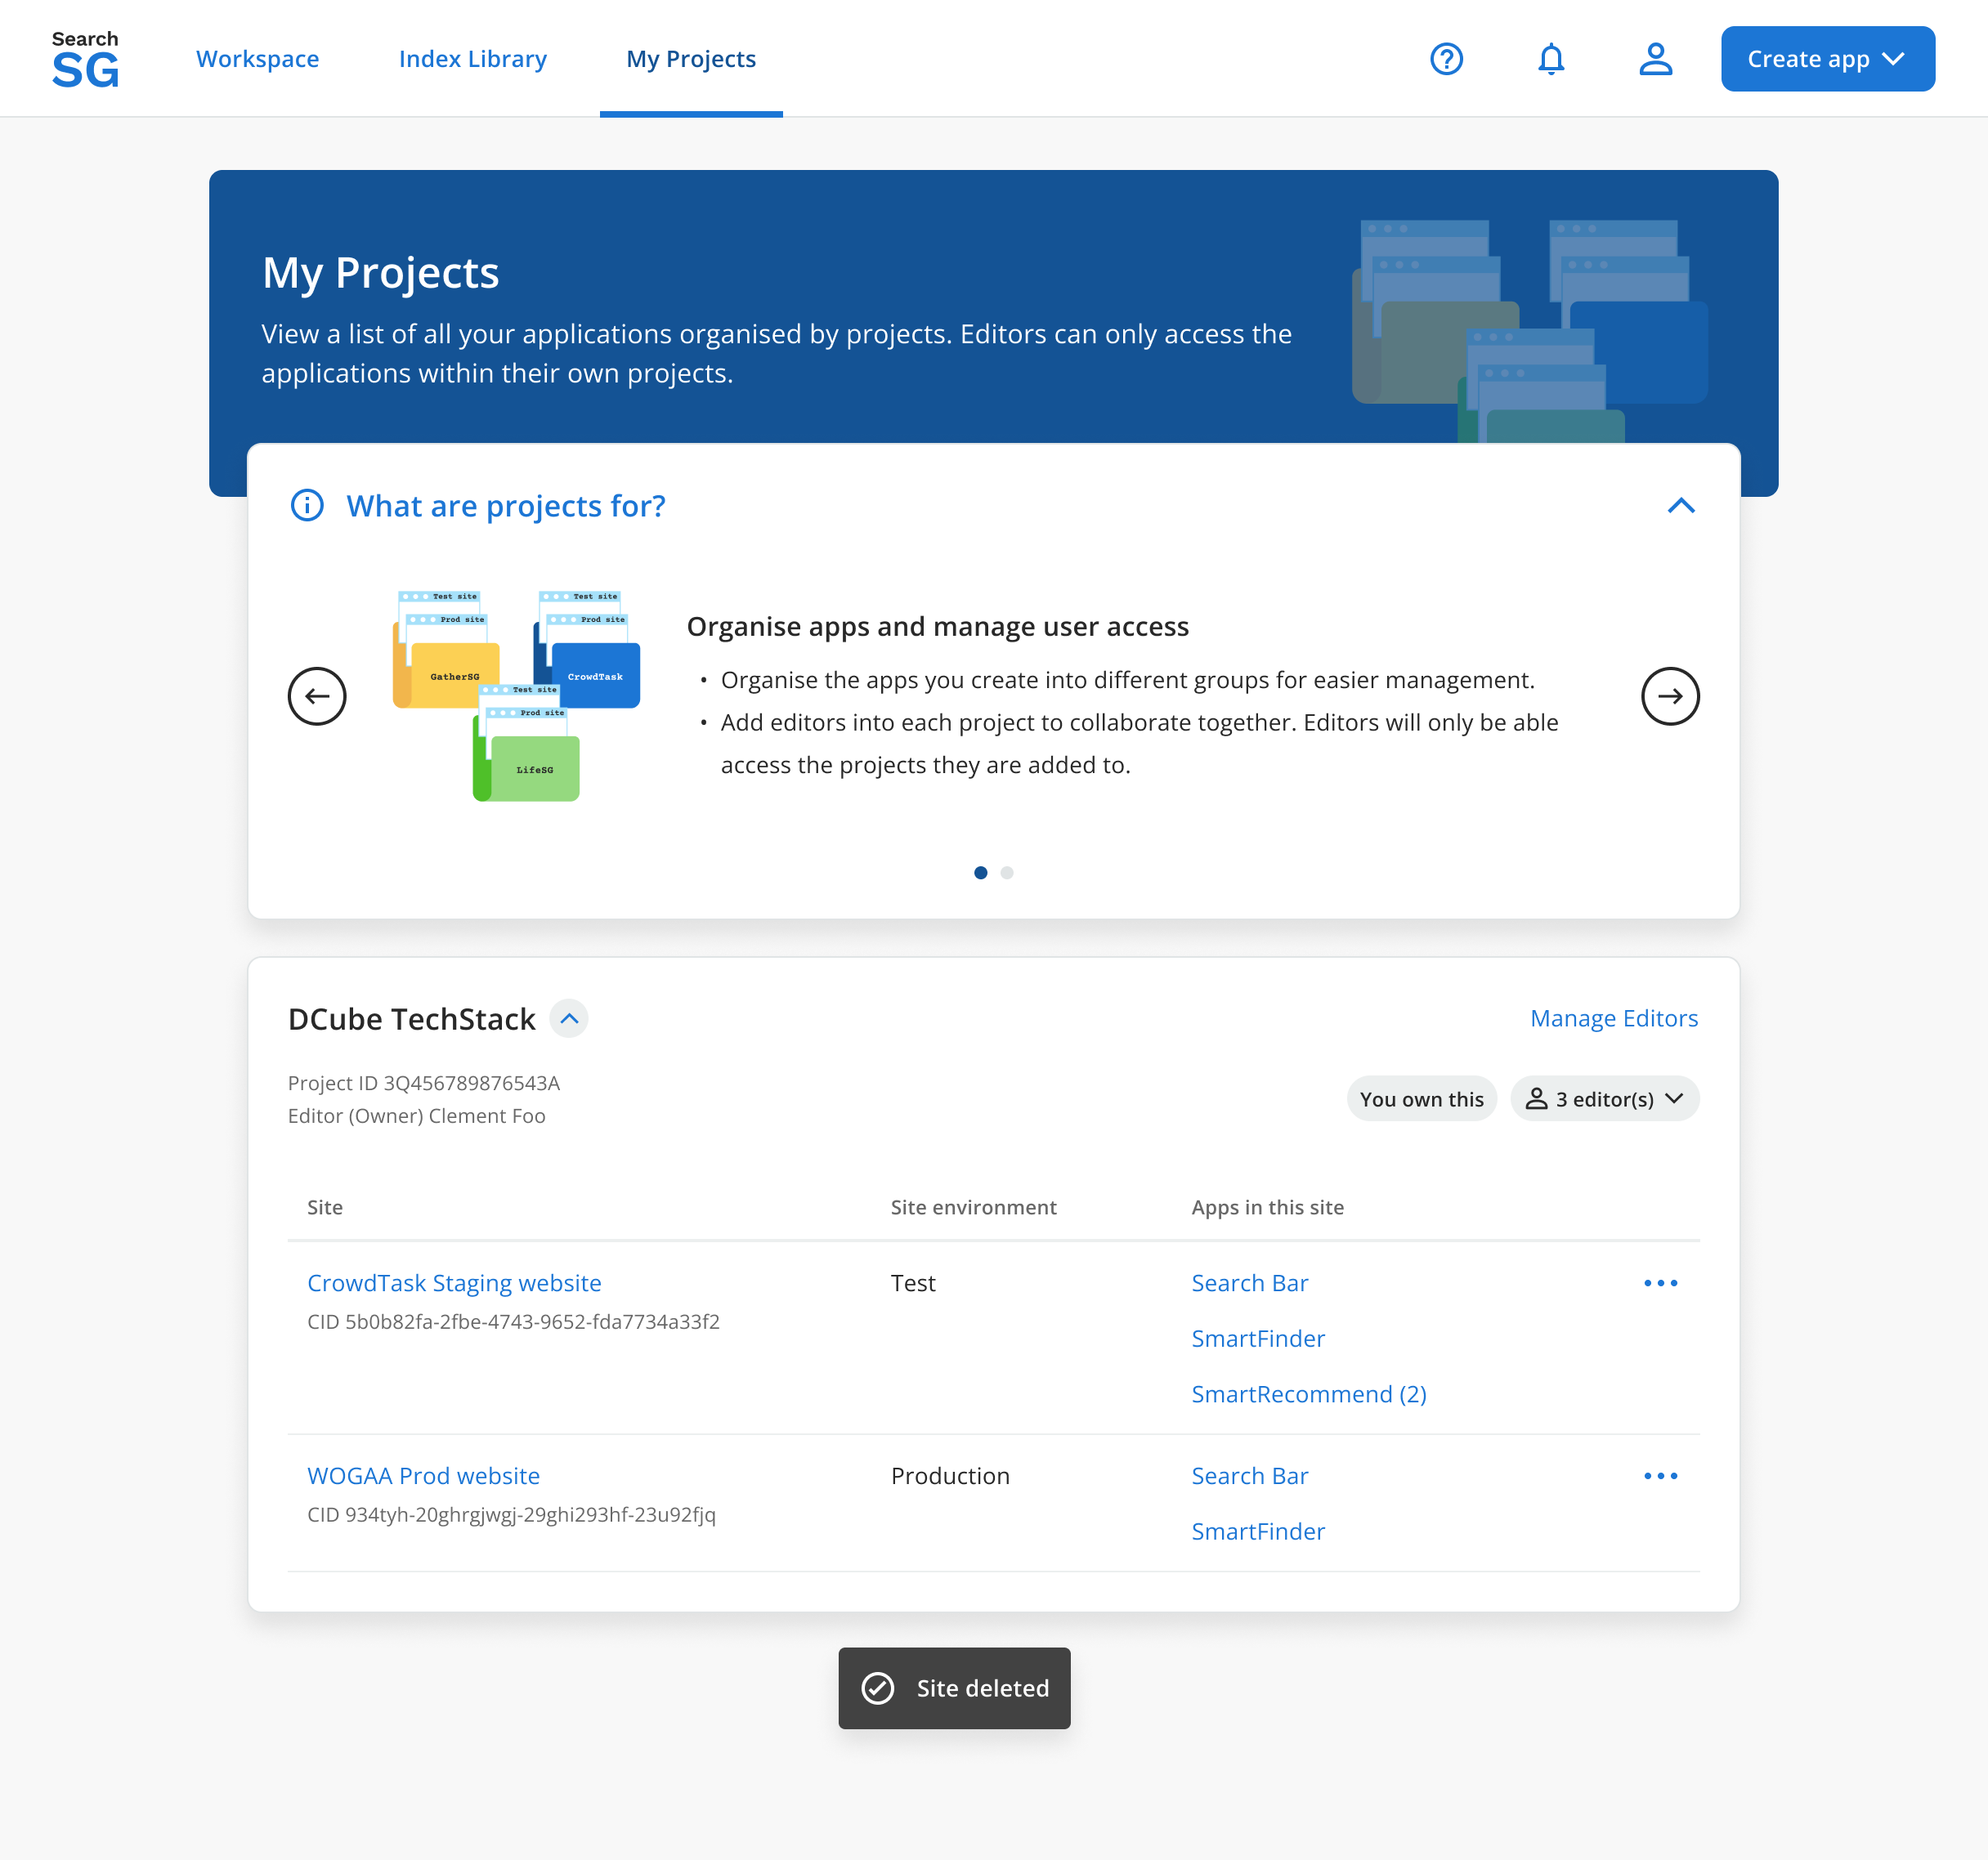 Search
SG
Workspace
Index Library
My Projects
Create app
My Projects
View a list of all your applications organised by projects. Editors can only access the
applications within their own projects.
What are projects for?
Test site
Prod site
GatherSG
Test site
Prod site
CrowdTask
Test site
Prod site
LifeSG
Organise apps and manage user access
• Organise the apps you create into different groups for easier management.
• Add editors into each project to collaborate together. Editors will only be able
access the projects they are added to.
DCube TechStack
Manage Editors
Project ID 3Q456789876543A
Editor (Owner) Clement Foo
You own this
3 editor(s)
Site
Site environment
Apps in this site
CrowdTask Staging website
CID 5b0b82fa-2fbe-4743-9652-fda7734a33f2
Test
Search Bar
SmartFinder
SmartRecommend (2)
WOGAA Prod website
CID 934tyh-20ghrgjwgj-29ghi293hf-23u92fjq
Production
Search Bar
SmartFinder
Site deleted